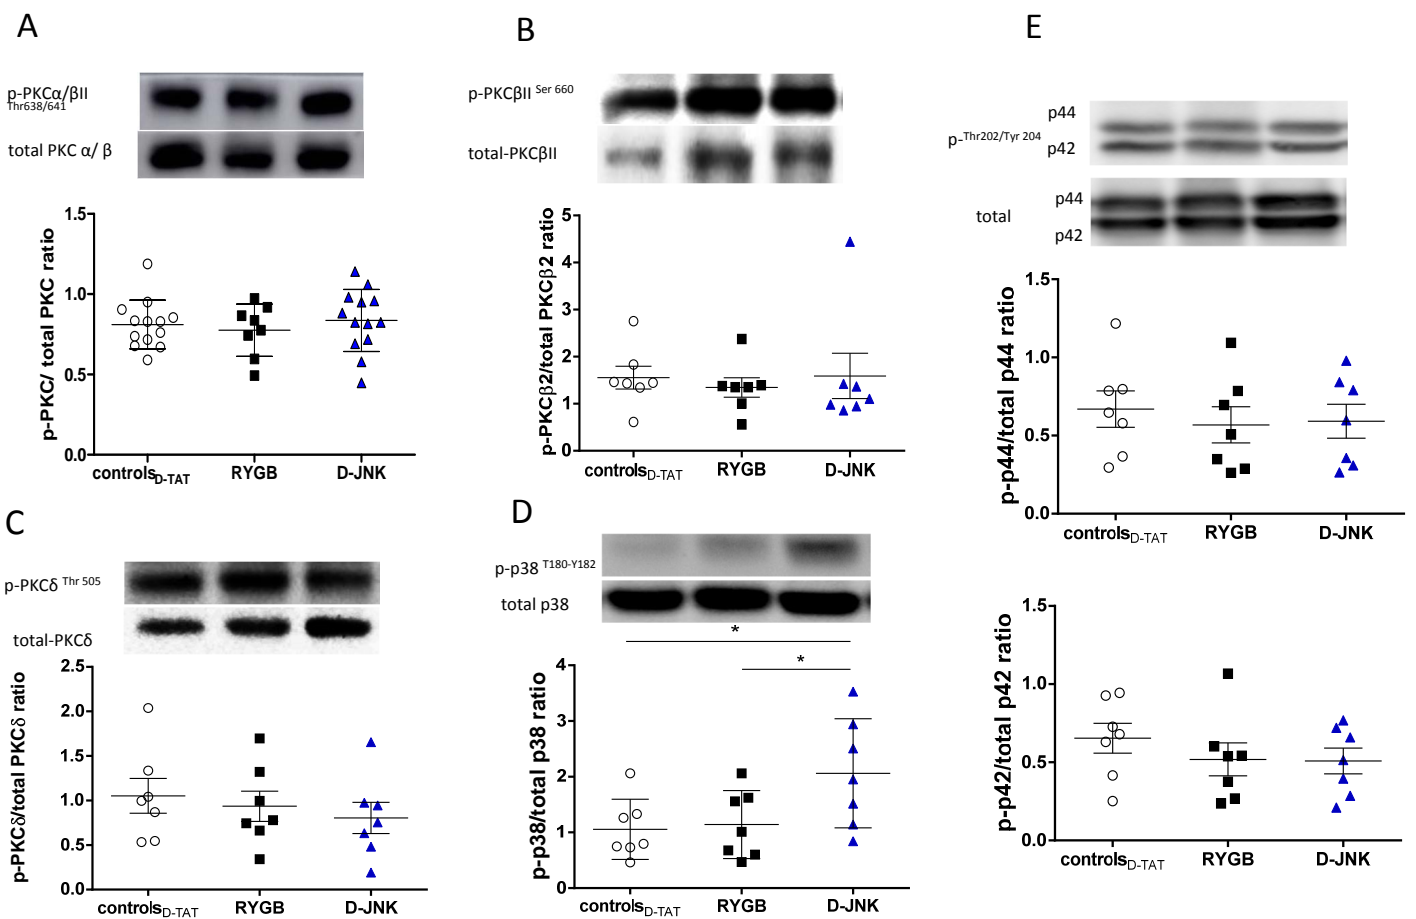 A
p-PKCα/βII
Thr638/641
total PKC α/ β
p-PKC/ total PKC ratio
1.5
1.0
0.5
0.0
controlsD-TAT RYGB D-JNK
B
p-PKCβII Ser 660
total-PKCβII
p-PKCβ2/total PKCβ2 ratio
5
4
3
2
1
0
controlsD-TAT RYGB D-JNK
C
p-PKCδ Thr 505
total-PKCδ
p-PKCδ/total PKCδ ratio
2.5
2.0
1.5
1.0
0.5
0.0
controlsD-TAT RYGB D-JNK
D
p-p38 T180-Y182
total p38
* 
*
p-p38/total p38 ratio
4
3
2
1
0
controlsD-TAT RYGB D-JNK
E
p44
p-Thr202/Tyr 204
p42
p44
total
p42
p-p44/total p44 ratio
1.5
1.0
0.5
0.0
controlsD-TAT RYGB D-JNK
p-p42/total p42 ratio
1.5
1.0
0.5
0.0
controlsD-TAT RYGB D-JNK